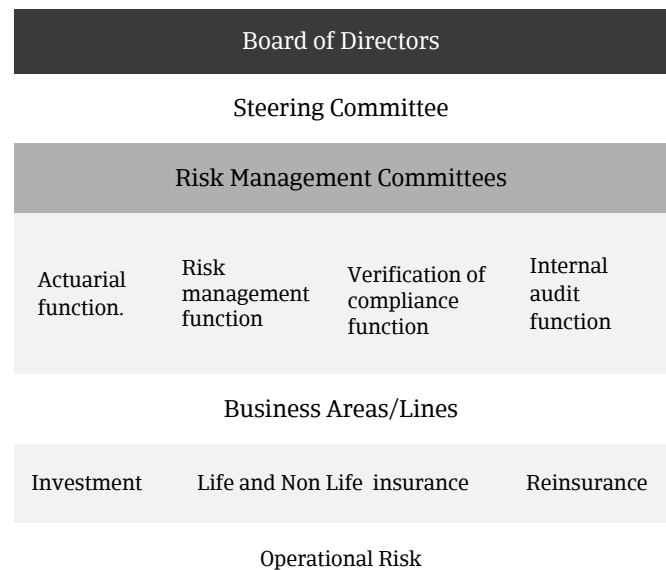 Board of Directors
Steering Committee
Risk Management Committees
Actuarial
function.
Risk
management
function
Verification of
compliance
function
Internal
audit
function
Business Areas/Lines
Investment
Life and Non Life insurance
Reinsurance
Operational Risk